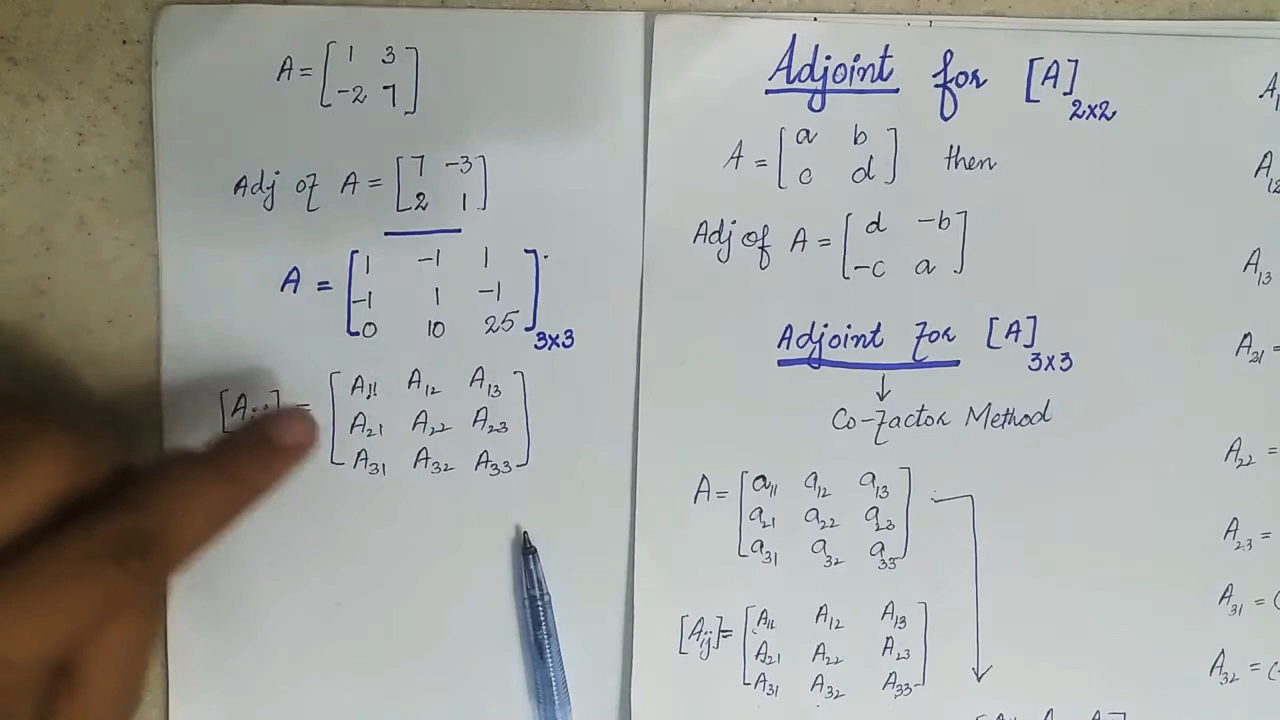 A = [ 1 3
-2 7 ]
Adj of A = [ 7 -3
2 1 ]
A = [ 1 -1 1
-1 1 -1
0 10 25 ] 3x3
[A
= [ A11 A12 A13
A21 A22 A23
A31 A32 A33 ]
Adjoint for [A] 2x2
A = [ a b
c d ] then
Adj of A = [ d -b
-c a ]
Adjoint for [A] 3x3
↓
Co-factor Method
A = [ a11 a12 a13
a21 a22 a23
a31 a32 a33 ]
[Aij] = [ A11 A12 A13
A21 A22 A23
A31 A32 A33 ]
A12
A13
A21 =
A22 =
A23 =
A31 = (
A32 = (